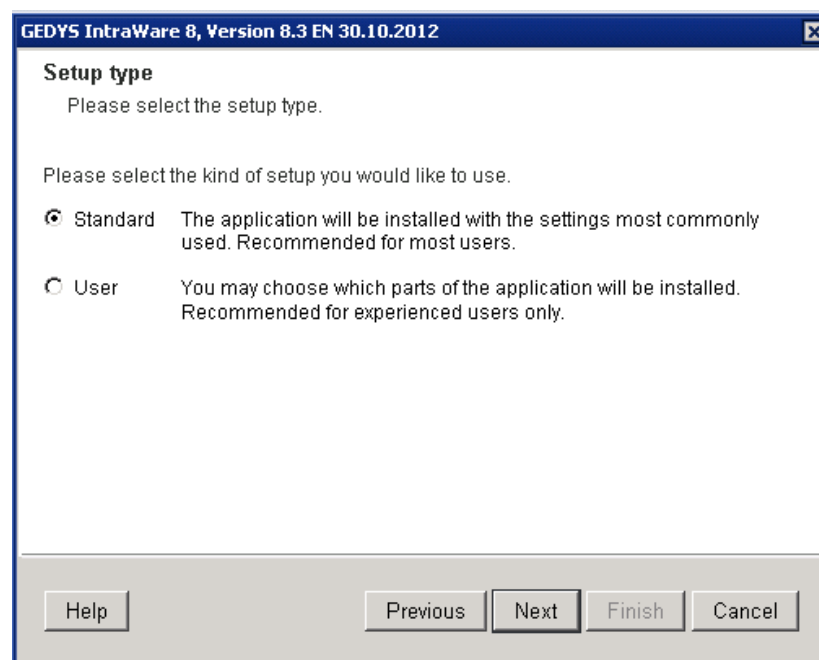 GEDYS IntraWare 8, Version 8.3 EN 30.10.2012
Setup type
Please select the setup type.
Please select the kind of setup you would like to use.
Standard The application will be installed with the settings most commonly
used. Recommended for most users.
User You may choose which parts of the application will be installed.
Recommended for experienced users only.
Help Previous Next Finish Cancel